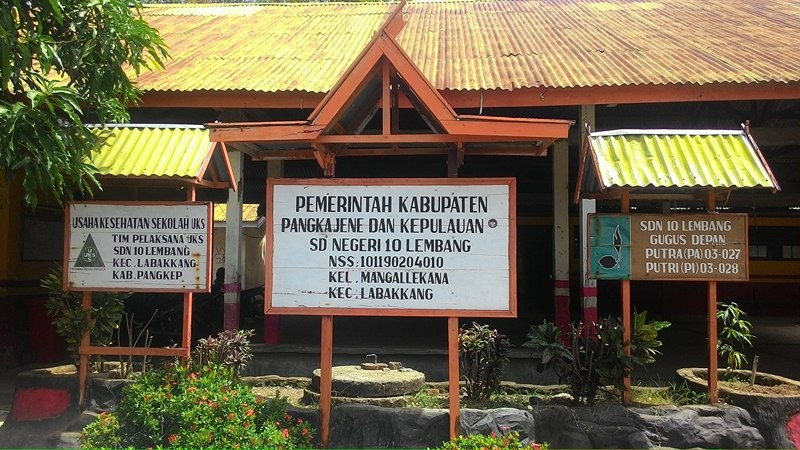 USAHA KESEHATAN SEKOLAH UKS
TIM PELAKSANA UKS
SDN 10 LEMBANG
KEC. LABAKKANG
KAB. PANGKEP
UKS
PEMERINTAH KABUPATEN
PANGKAJENE DAN KEPULAUAN
SD NEGERI 10 LEMBANG
NSS:101190204010
KEL. MANGALLEKANA
KEC. LABAKKANG
SDN 10 LEMBANG
GUGUS DEPAN
PUTRA (PA) 03-027
PUTRI (PI) 03-028